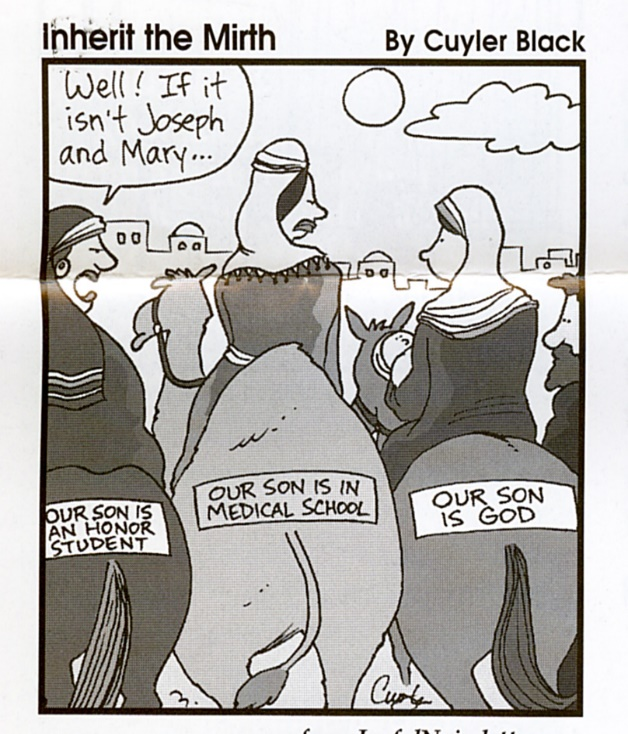 Inherit the Mirth
By Cuyler Black
Well! If it
isn't Joseph
and Mary...
OUR SON IS
AN HONOR
STUDENT
OUR SON IS IN
MEDICAL SCHOOL
OUR SON
IS GOD